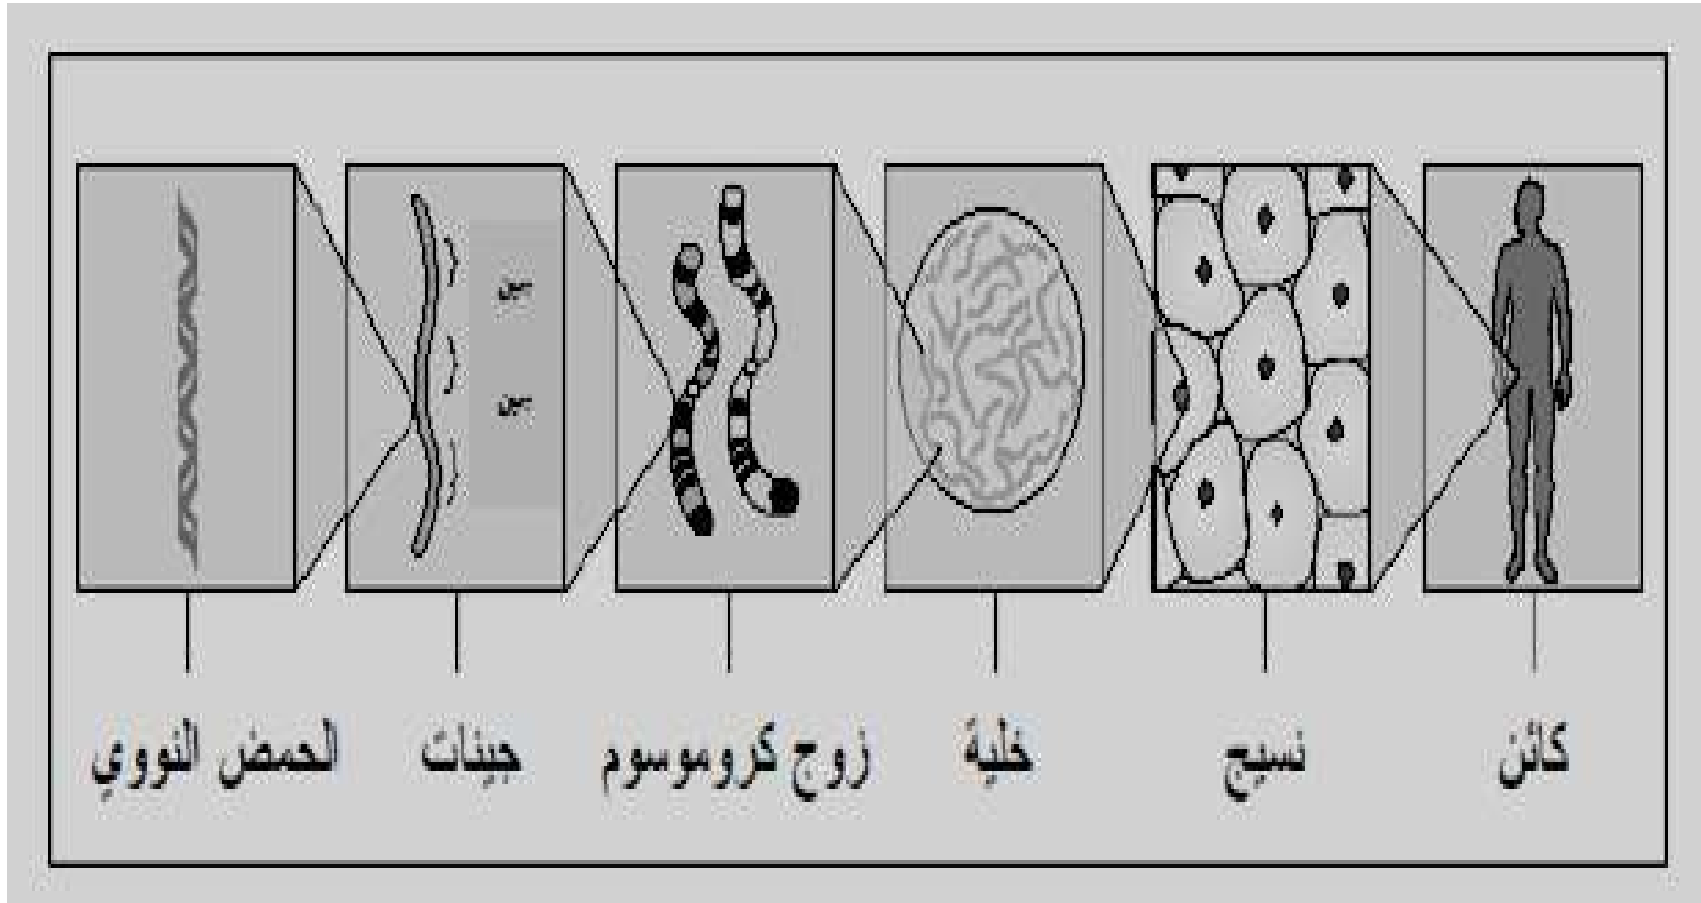 كائن نسيج خلية زوج كروموسوم جينات الحمض النووي